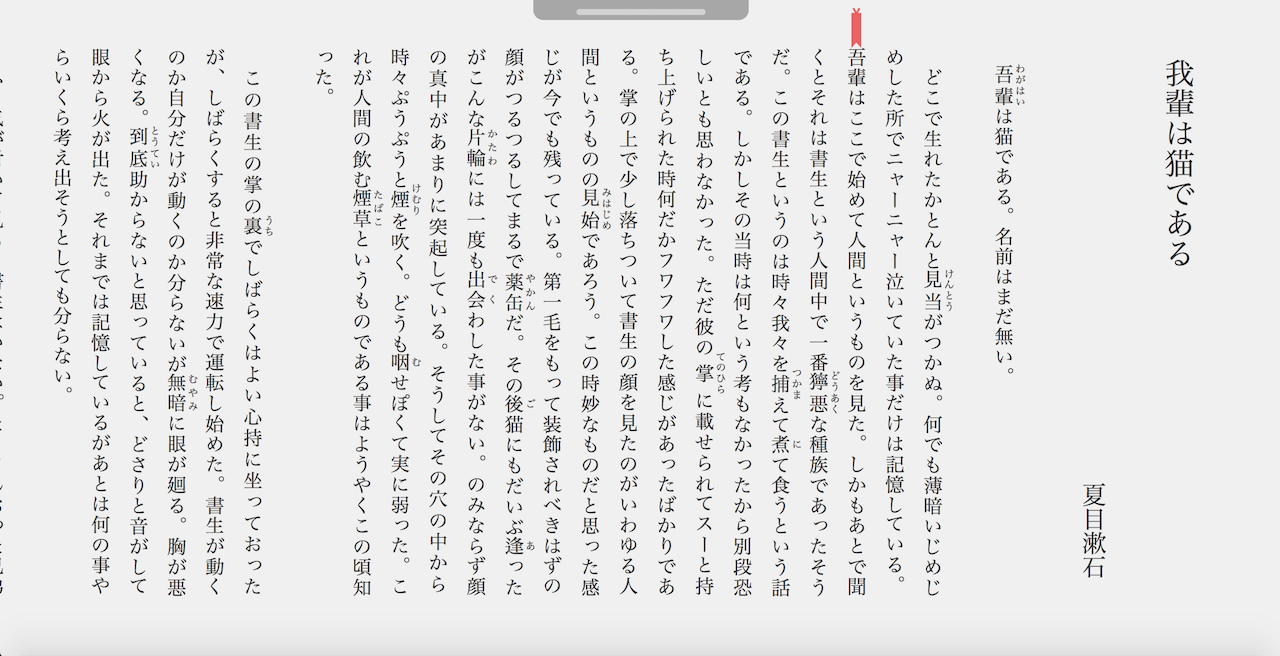 我輩は猫である
夏目漱石
吾輩は猫である。名前はまだ無い。
どこで生れたかとんと見当がつかぬ。何でも薄暗いじめじ
めした所でニャーニャー泣いていた事だけは記憶している。
吾輩はここで始めて人間というものを見た。しかもあとで聞
くとそれは書生という人間中で一番獰悪な種族であったそう
だ。この書生というのは時々我々を捕えて煮て食うという話
である。しかしその当時は何という考もなかったから別段恐
しいとも思わなかった。ただ彼の掌に載せられてスーと持
ち上げられた時何だかフワフワした感じがあったばかりであ
る。掌の上で少し落ちついて書生の顔を見たのがいわゆる人
間というものの見始であろう。この時妙なものだと思った感
じが今でも残っている。第一毛をもって装飾されべきはずの
顔がつるつるしてまるで薬缶だ。その後猫にもだいぶ逢った
がこんな片輪には一度も出会わした事がない。のみならず顔
の真中があまりに突起している。そうしてその穴の中から
時々ぷうぷうと煙を吹く。どうも咽せぽくて実に弱った。こ
れが人間の飲む煙草というものである事はようやくこの頃知
った。
この書生の掌の裏でしばらくはよい心持に坐っておった
が、しばらくすると非常な速力で運転し始めた。書生が動く
のか自分だけが動くのか分らないが無暗に眼が廻る。胸が悪
くなる。到底助からないと思っていると、どさりと音がして
眼から火が出た。それまでは記憶しているがあとは何の事や
らいくら考え出そうとしても分らない。